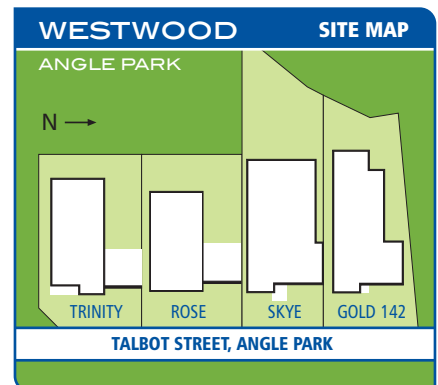 WESTWOOD SITE MAP
ANGLE PARK
N
TRINITY ROSE SKYE GOLD 142
TALBOT STREET, ANGLE PARK